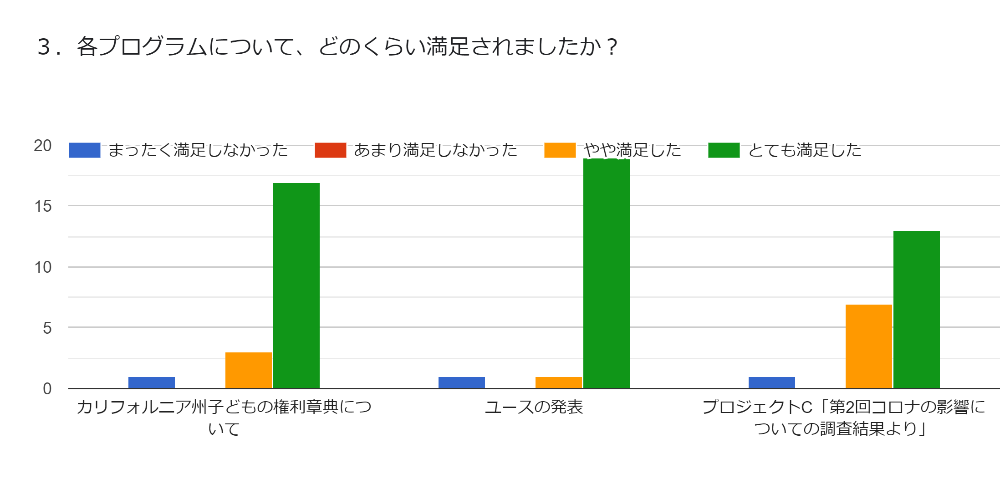 ３．各プログラムについて、どのくらい満足されましたか？
20
まったく満足しなかった
あまり満足しなかった
やや満足した
とても満足した
15
10
5
0
カリフォルニア州子どもの権利章典につ
いて
ユースの発表
プロジェクトC「第2回コロナの影響に
ついての調査結果より」